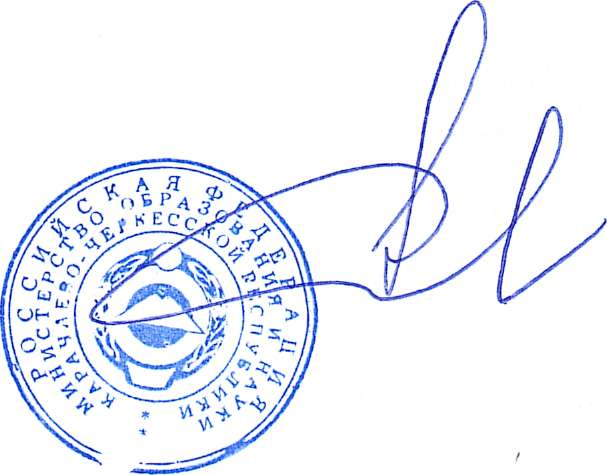 РОССИЙСКАЯ ФЕДЕРАЦИЯ
МИНИСТЕРСТВО ОБРАЗОВАНИЯ И НАУКИ
КАРАЧАЕВО-ЧЕРКЕССКОЙ РЕСПУБЛИКИ
* *